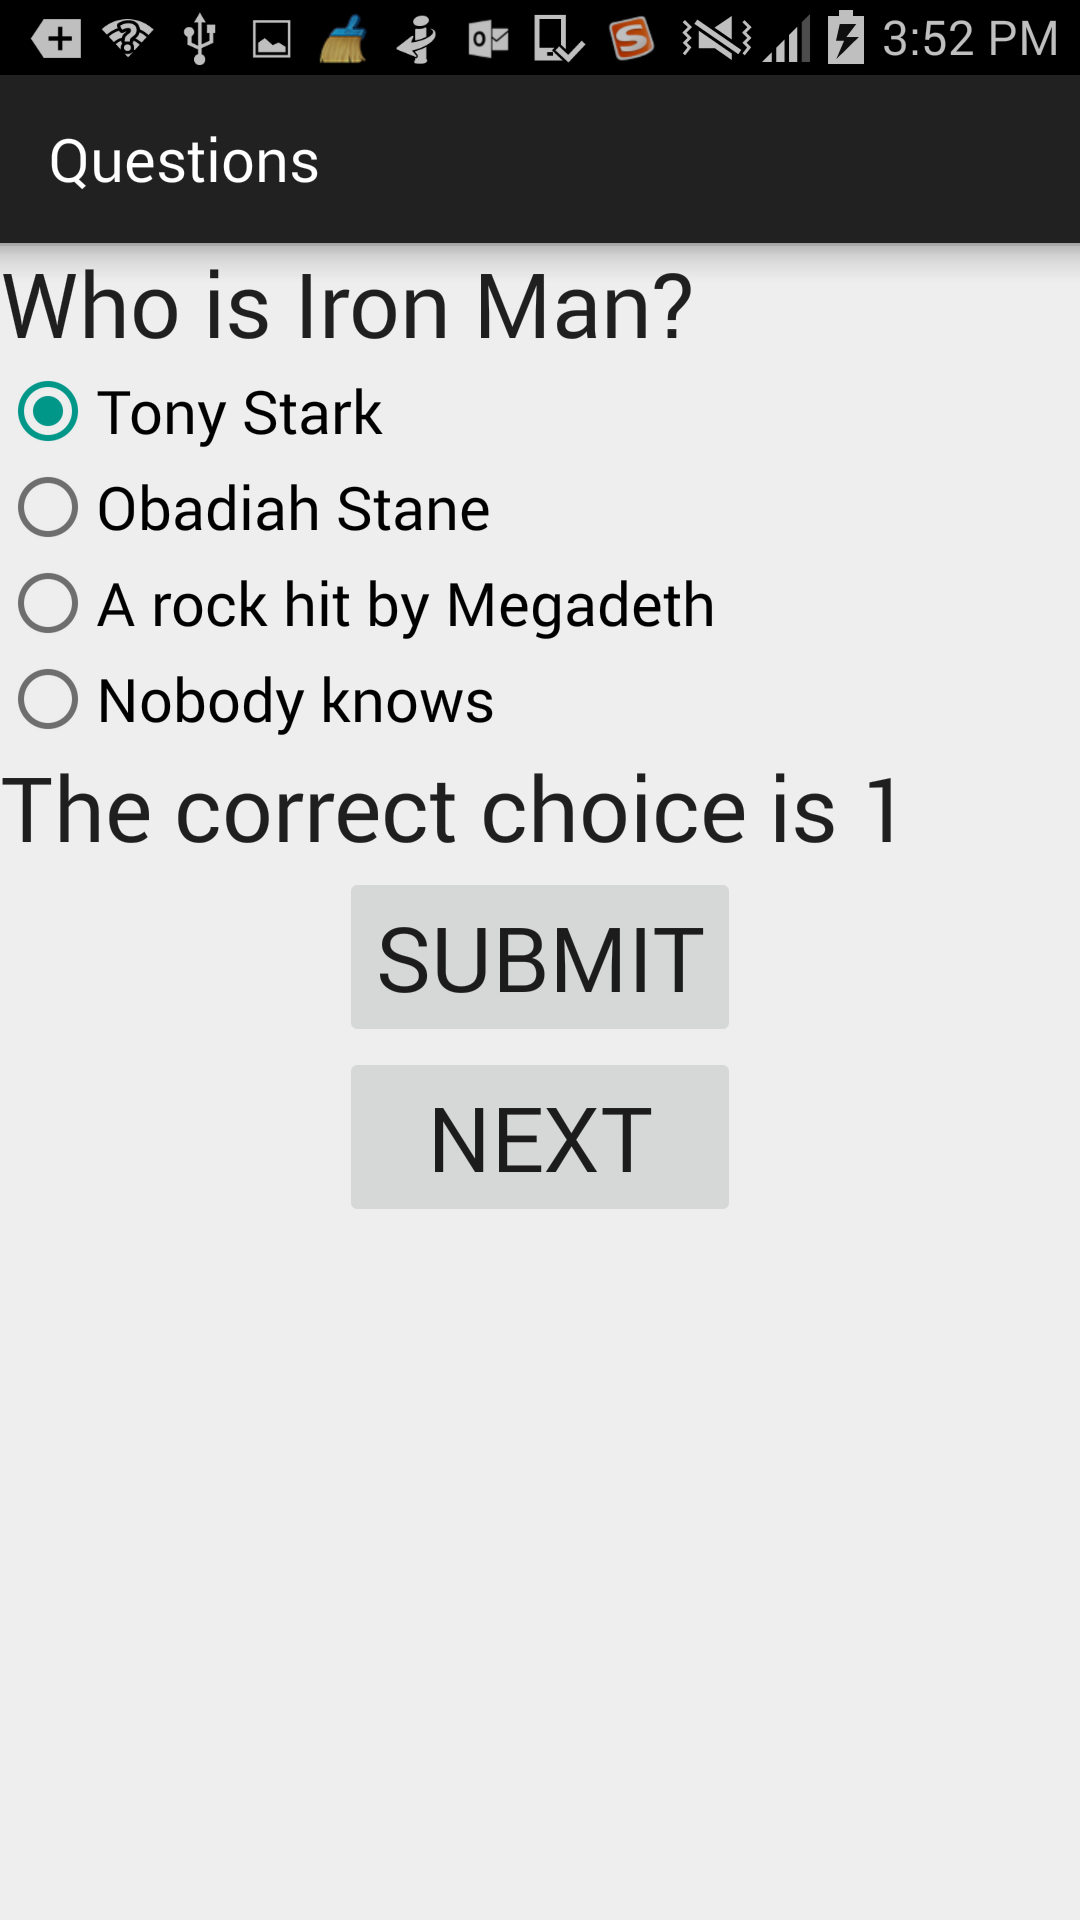 3:52 PM
Questions
Who is Iron Man?
Tony Stark
Obadiah Stane
A rock hit by Megadeth
Nobody knows
The correct choice is 1
SUBMIT
NEXT